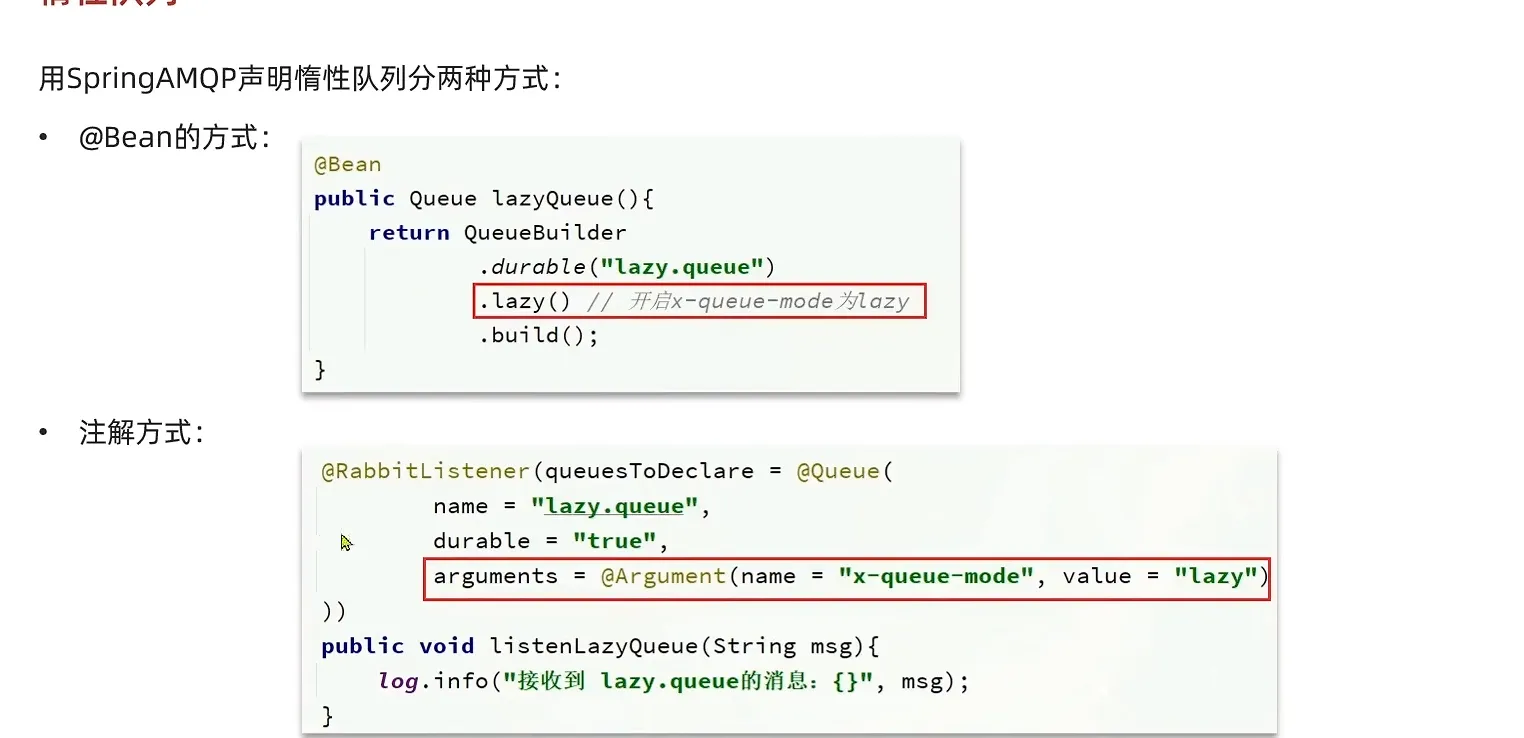 惰性队列
用SpringAMQP声明惰性队列分两种方式：
• @Bean的方式：
@Bean
public Queue lazyQueue(){
return QueueBuilder
.durable("lazy.queue")
.lazy() // 开启x-queue-mode为lazy
.build();
}
• 注解方式：
@RabbitListener(queuesToDeclare = @Queue(
name = "lazy.queue",
durable = "true",
arguments = @Argument(name = "x-queue-mode", value = "lazy")
))
public void listenLazyQueue(String msg){
log.info("接收到 lazy.queue的消息：{}", msg);
}